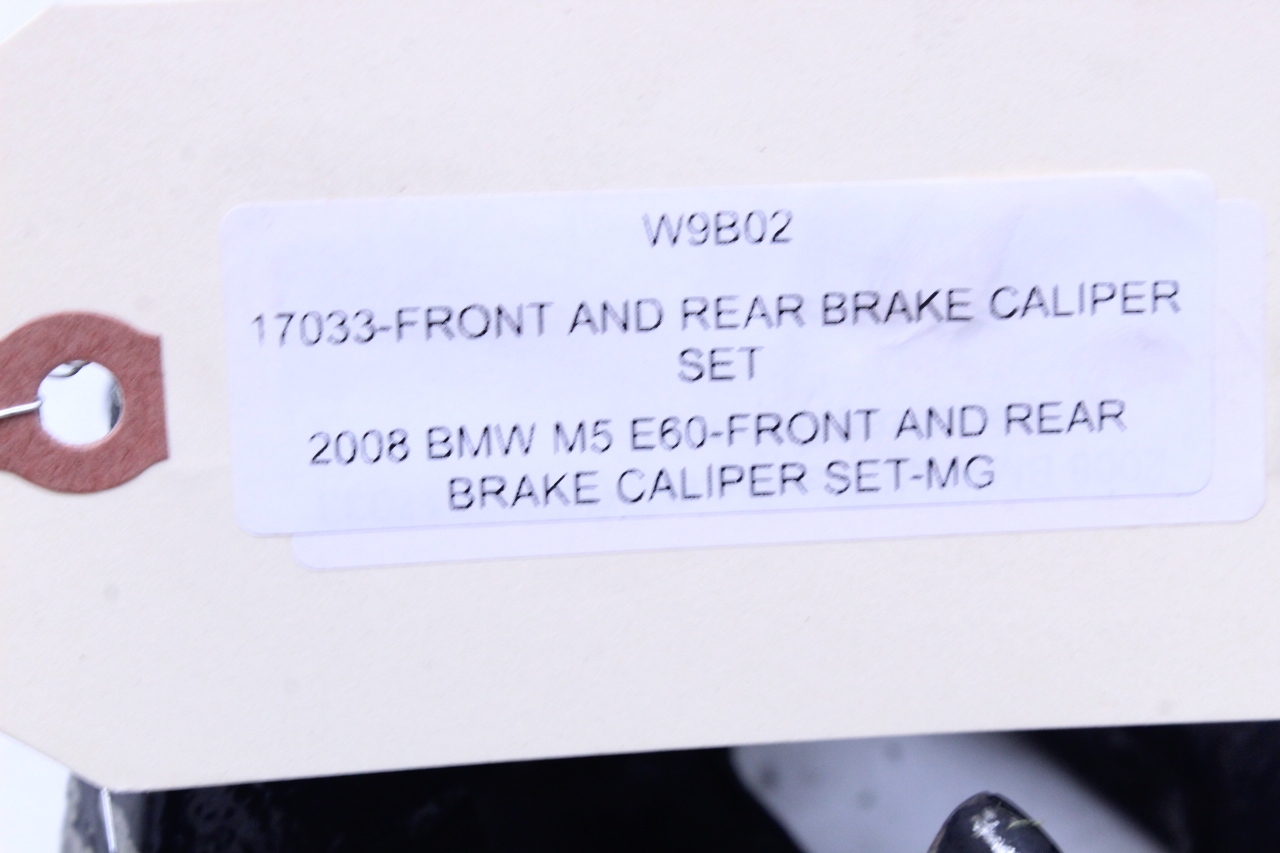 W9B02
17033-FRONT AND REAR BRAKE CALIPER
SET
2008 BMW M5 E60-FRONT AND REAR
BRAKE CALIPER SET-MG